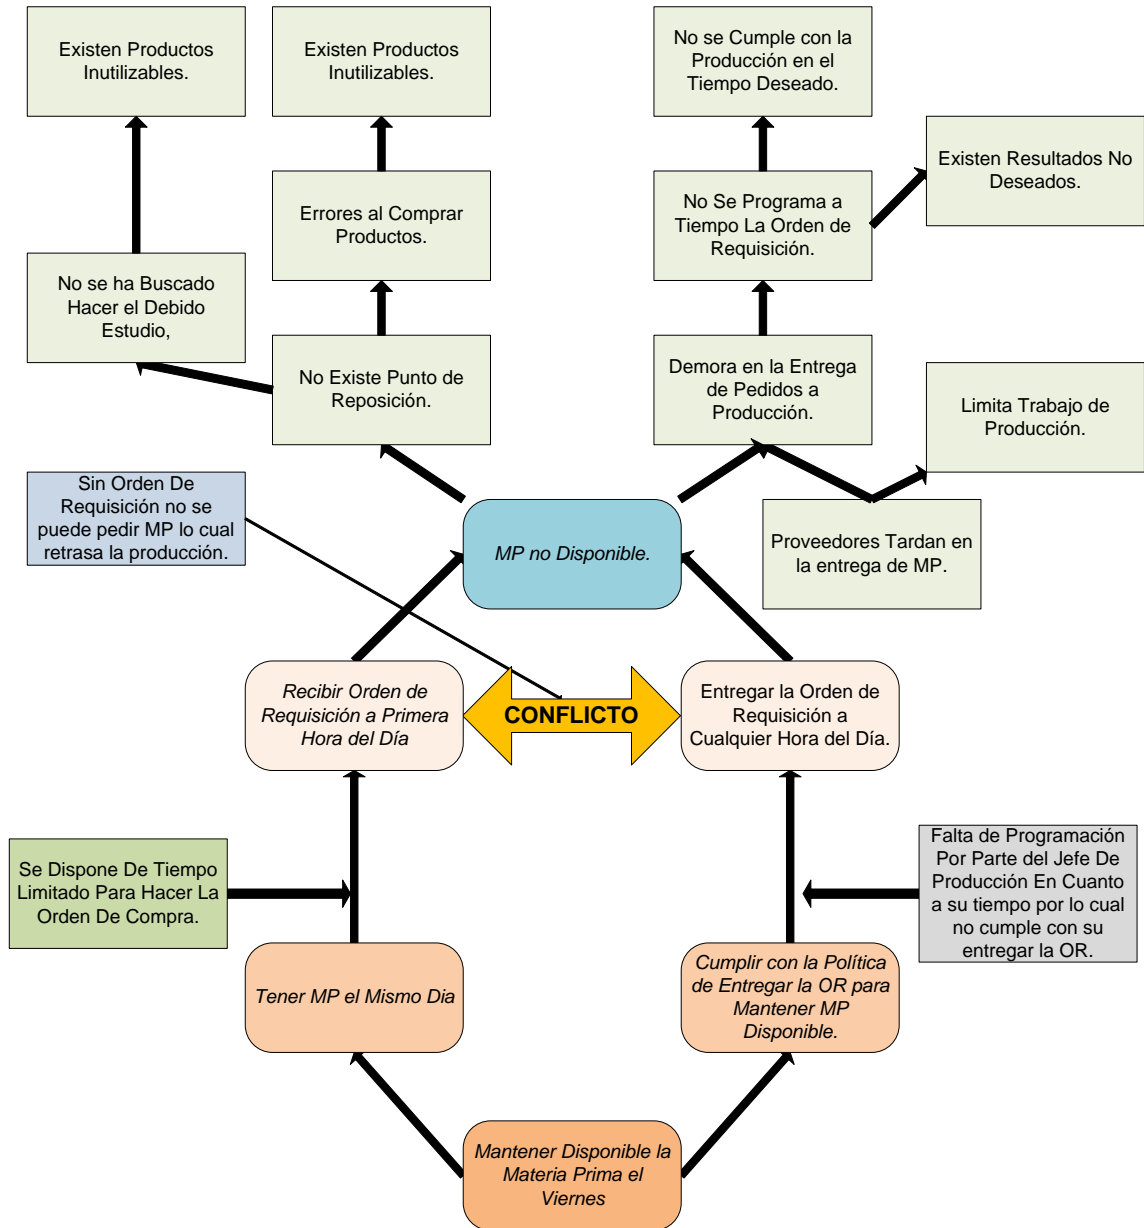 Existen Productos
Inutilizables.
Existen Productos
Inutilizables.
No se Cumple con la
Producción en el
Tiempo Deseado.
Existen Resultados No
Deseados.
Errores al Comprar
Productos.
No Se Programa a
Tiempo La Orden de
Requisición.
No se ha Buscado
Hacer el Debido
Estudio,
No Existe Punto de
Reposición.
Demora en la Entrega
de Pedidos a
Producción.
Limita Trabajo de
Producción.
Sin Orden De
Requisición no se
puede pedir MP lo cual
retrasa la producción.
MP no Disponible.
Proveedores Tardan en
la entrega de MP.
Recibir Orden de
Requisición a Primera
Hora del Día
CONFLICTO
Entregar la Orden de
Requisición a
Cualquier Hora del Día.
Se Dispone De Tiempo
Limitado Para Hacer La
Orden De Compra.
Falta de Programación
Por Parte del Jefe De
Producción En Cuanto
a su tiempo por lo cual
no cumple con su
entregar la OR.
Tener MP el Mismo Dia
Cumplir con la Política
de Entregar la OR para
Mantener MP
Disponible.
Mantener Disponible la
Materia Prima el
Viernes